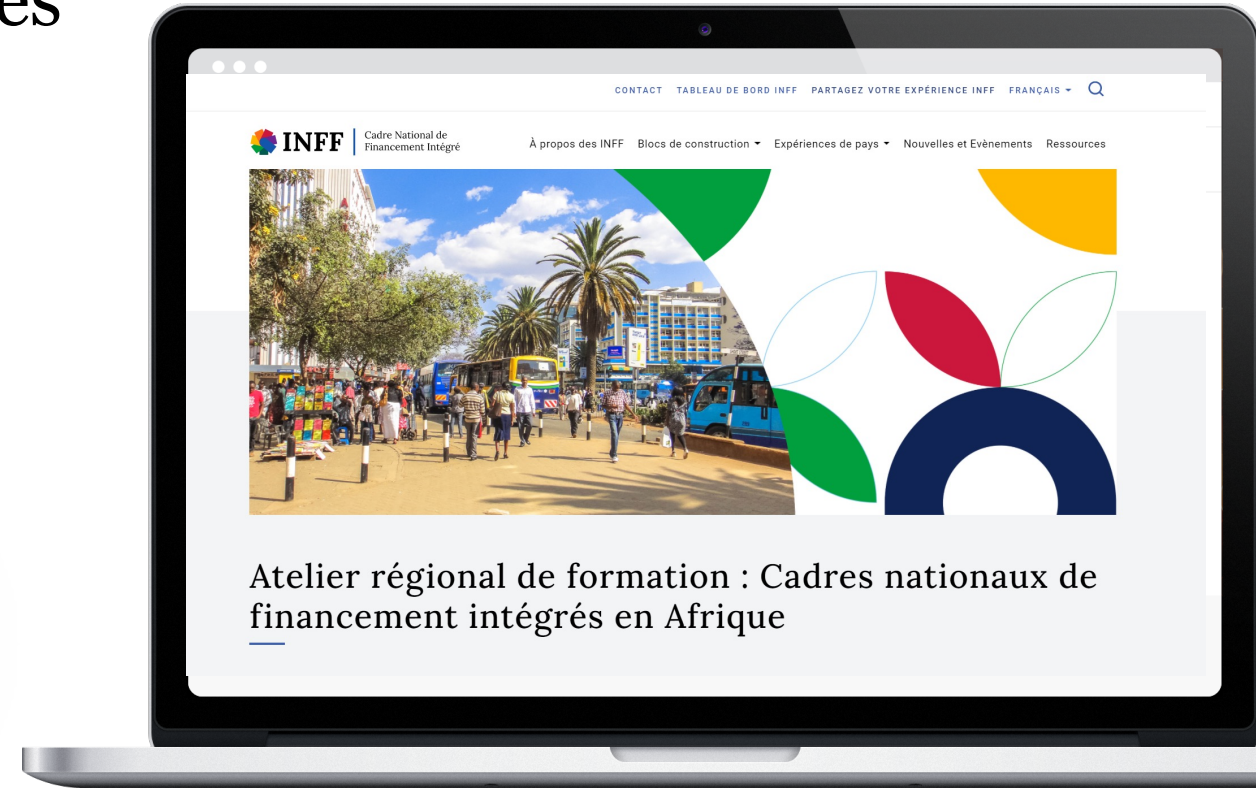 es
CONTACT TABLEAU DE BORD INFF PARTAGEZ VOTRE EXPÉRIENCE INFF FRANÇAIS
INFF
Cadre National de
Financement Intégré
À propos des INFF Blocs de construction Expériences de pays Nouvelles et Evènements Ressources
Atelier régional de formation : Cadres nationaux de
financement intégrés en Afrique